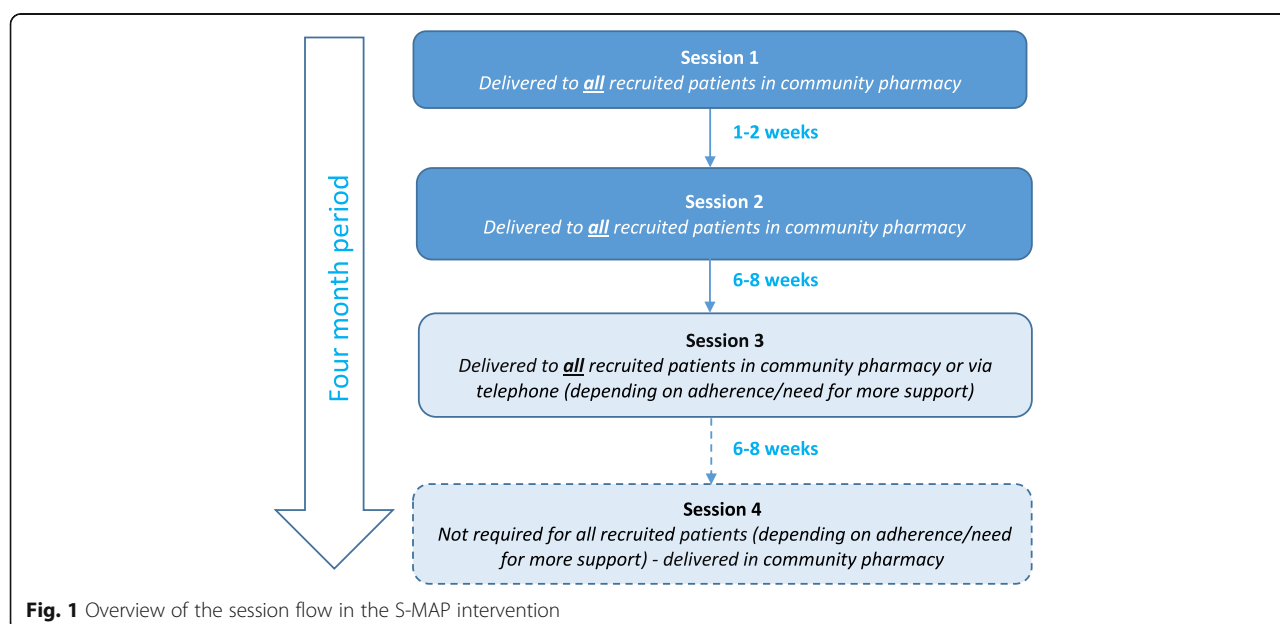 Four month period
Session 1
Delivered to all recruited patients in community pharmacy
1-2 weeks
Session 2
Delivered to all recruited patients in community pharmacy
6-8 weeks
Session 3
Delivered to all recruited patients in community pharmacy or via
telephone (depending on adherence/need for more support)
6-8 weeks
Session 4
Not required for all recruited patients (depending on adherence/need
for more support) - delivered in community pharmacy
Fig. 1 Overview of the session flow in the S-MAP intervention